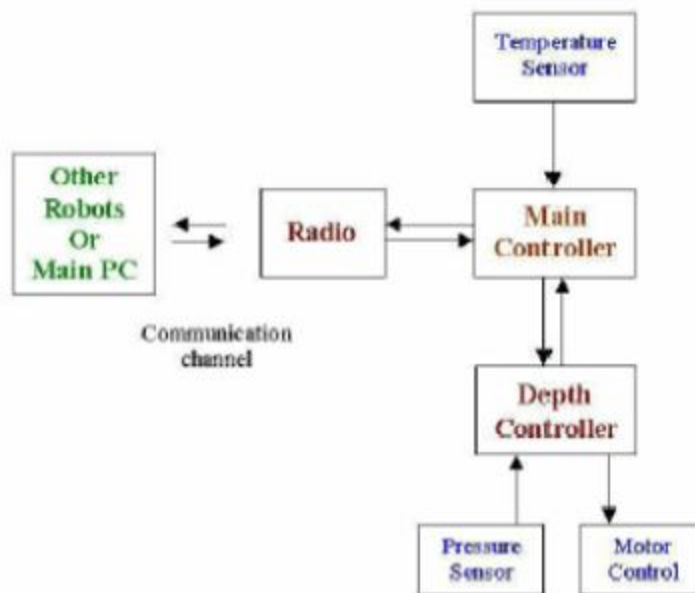 Temperature
Sensor
Other
Robots
Or
Main PC
Radio
Main
Controller
Communication
channel
Depth
Controller
Pressure
Sensor
Motor
Control